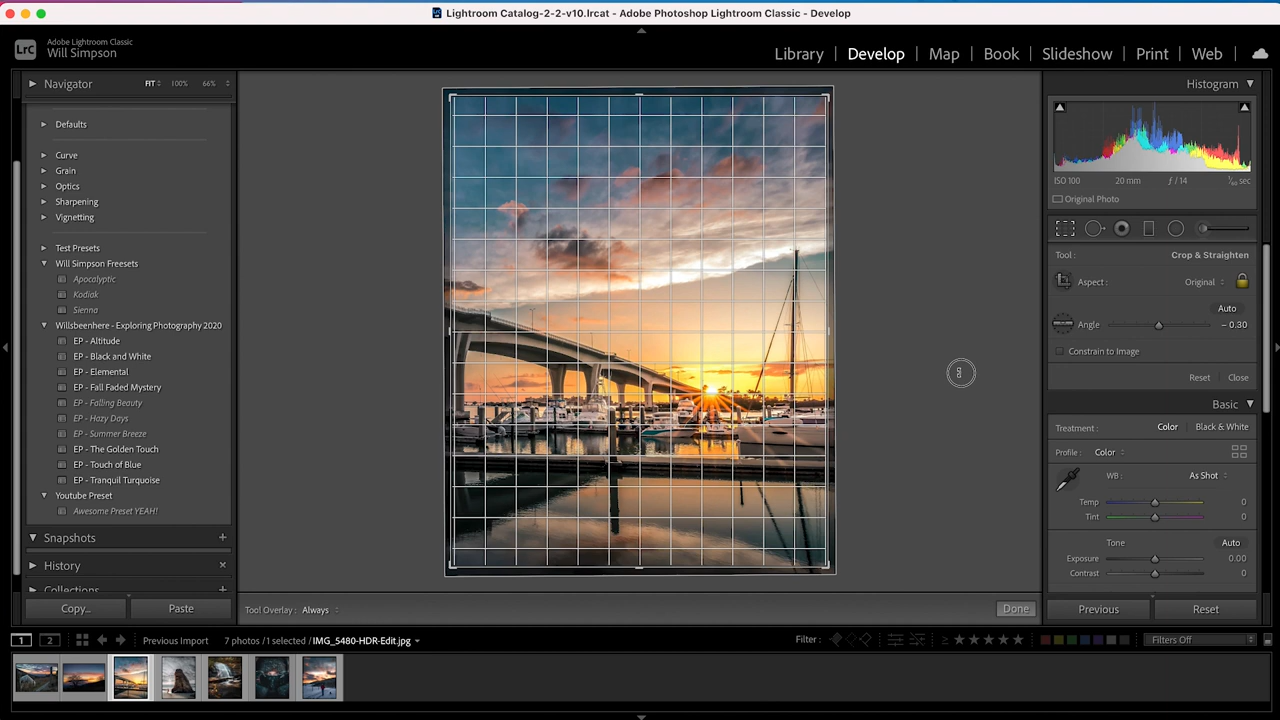 Lightroom Catalog-2-2-v10.lrcat - Adobe Photoshop Lightroom Classic - Develop
LrC
Adobe Lightroom Classic
Will Simpson
Library | Develop | Map | Book | Slideshow | Print | Web
Navigator FIT 100% 66%
Defaults
Curve
Grain
Optics
Sharpening
Vignetting
Test Presets
Will Simpson Freesets
Apocalyptic
Kodiak
Sienna
Willsbeenhere - Exploring Photography 2020
EP - Altitude
EP - Black and White
EP - Elemental
EP - Fall Faded Mystery
EP - Falling Beauty
EP - Hazy Days
EP - Summer Breeze
EP - The Golden Touch
EP - Touch of Blue
EP - Tranquil Turquoise
Youtube Preset
Awesome Preset YEAH!
Snapshots +
History ×
Collections +
Copy... Paste
Tool Overlay : Always
Done
Histogram
ISO 100 20 mm ƒ / 14 sec
Original Photo
Tool : Crop & Straighten
Aspect : Original
Auto
Angle – 0.30
Constrain to Image
Reset Close
Basic
Treatment : Color Black & White
Profile : Color
WB : As Shot
Temp 0
Tint 0
Tone Auto
Exposure 0.00
Contrast 0
Previous Reset
1 2 Previous Import 7 photos / 1 selected / IMG_5480-HDR-Edit.jpg
Filter : ≥ ★ ★ ★ ★ ★ Filters Off